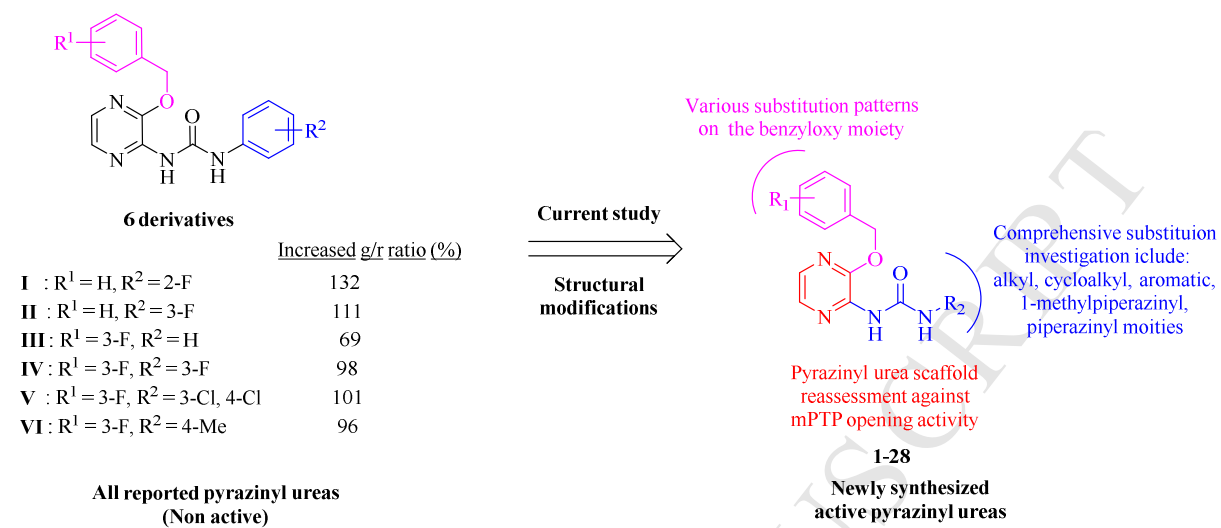 R¹
N
O
O
N
N
N
R²
H
H
6 derivatives
Increased g/r ratio (%)
I : R¹ = H, R² = 2-F 132
II : R¹ = H, R² = 3-F 111
III : R¹ = 3-F, R² = H 69
IV : R¹ = 3-F, R² = 3-F 98
V : R¹ = 3-F, R² = 3-Cl, 4-Cl 101
VI : R¹ = 3-F, R² = 4-Me 96
All reported pyrazinyl ureas
(Non active)
Current study
Structural
modifications
Various substitution patterns
on the benzyloxy moiety
R₁
N
O
O
N
N
N
R₂
H
H
Comprehensive substituion
investigation iclude:
alkyl, cycloalkyl, aromatic,
1-methylpiperazinyl,
piperazinyl moities
Pyrazinyl urea scaffold
reassessment against
mPTP opening activity
1-28
Newly synthesized
active pyrazinyl ureas
USCRIPT